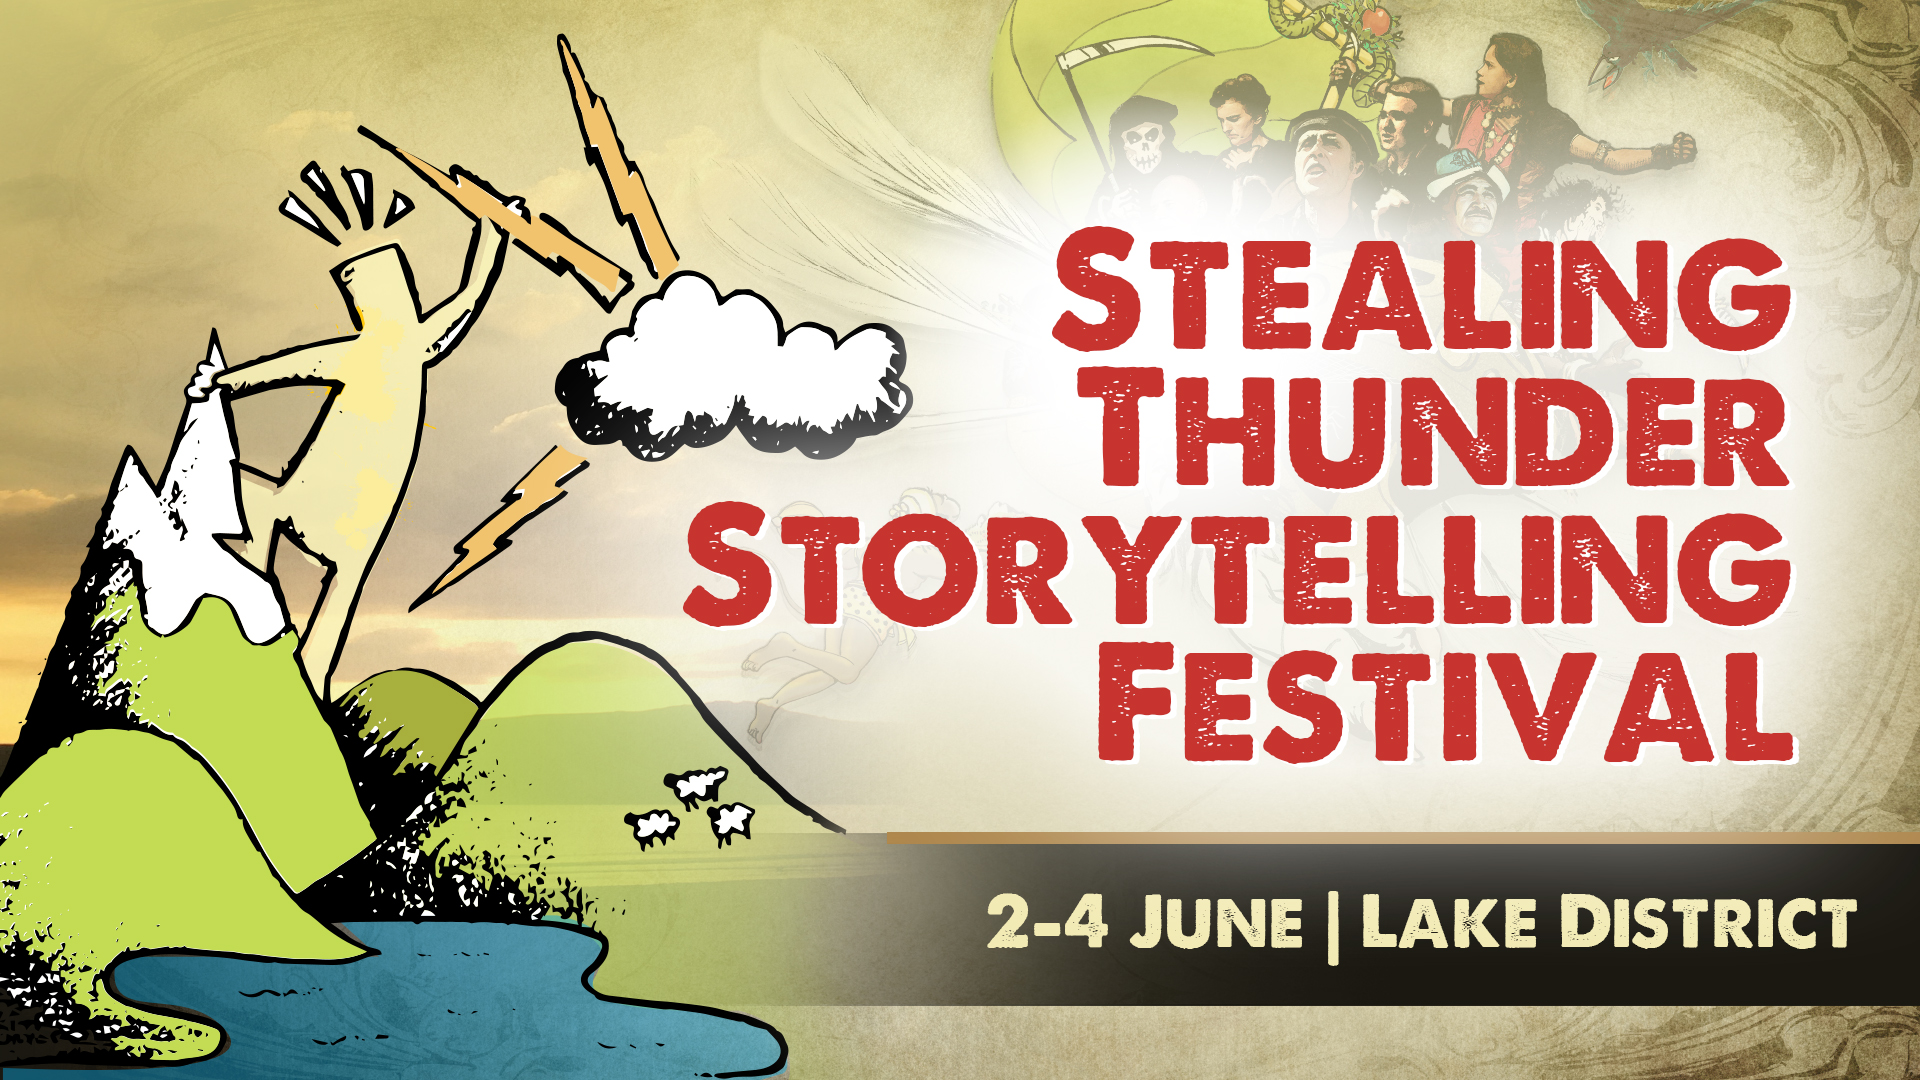 Stealing
Thunder
Storytelling
Festival
2-4 June | Lake District